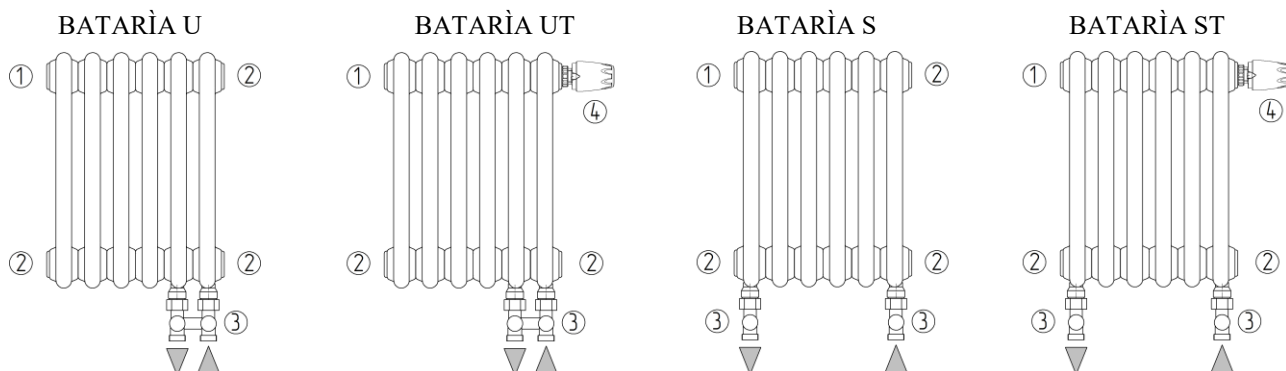 BATARÌA U BATARÌA UT BATARÌA S BATARÌA ST
① ② ① ④ ① ② ① ④
② ② ② ② ② ② ② ②
③ ③ ③ ③ ③ ③